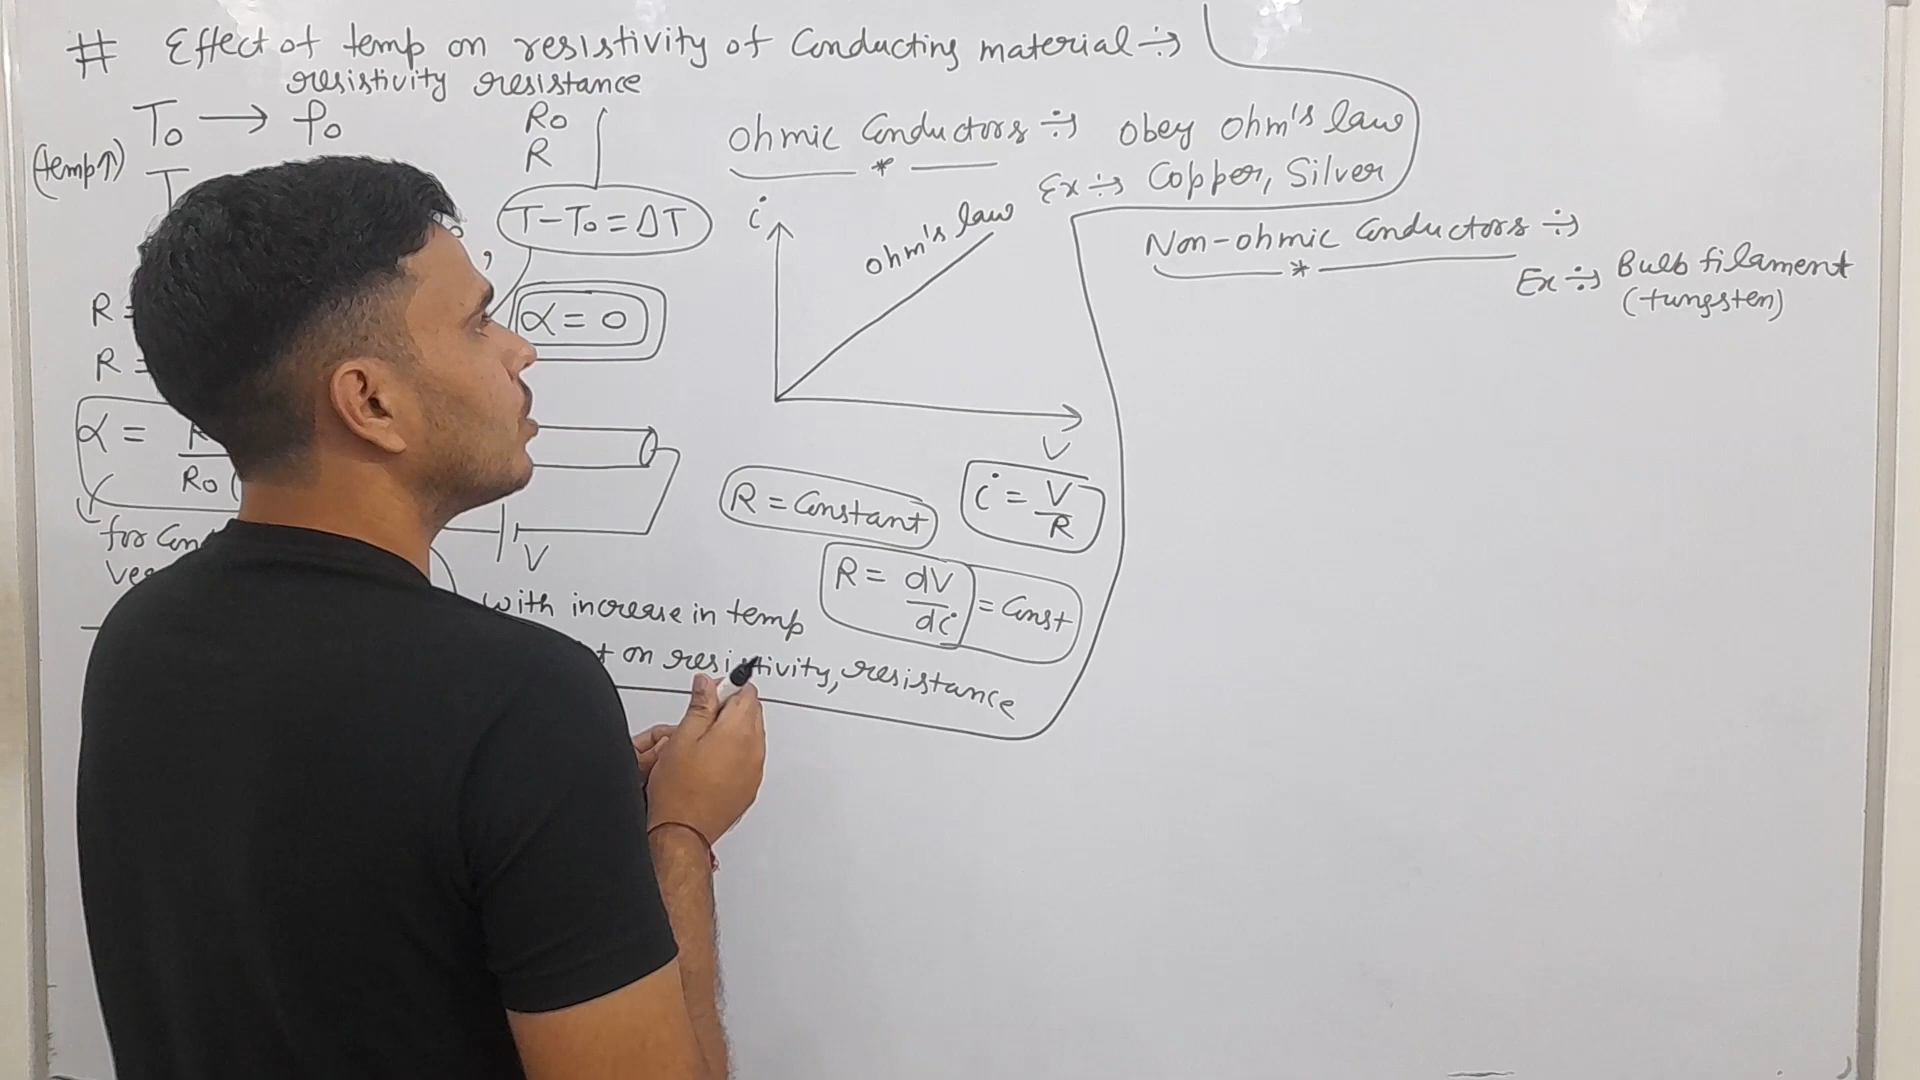 # Effect of temp on resistivity of Conducting material ÷>
resistivity resistance
T₀ → ρ₀
(temp↑)
T
R₀
R
T-T₀ = ΔT
α = 0
R =
R =
α = R
R₀ (
for Con
V
with increase in temp
on resistivity, resistance
Ohmic Conductors ÷> Obey Ohm's law
*
Ex ÷> Copper, Silver
i
ohm's law
V
R = Constant
i = V/R
R = dV/di = Const
Non-ohmic Conductors ÷>
*
Ex ÷> Bulb filament
(tungsten)